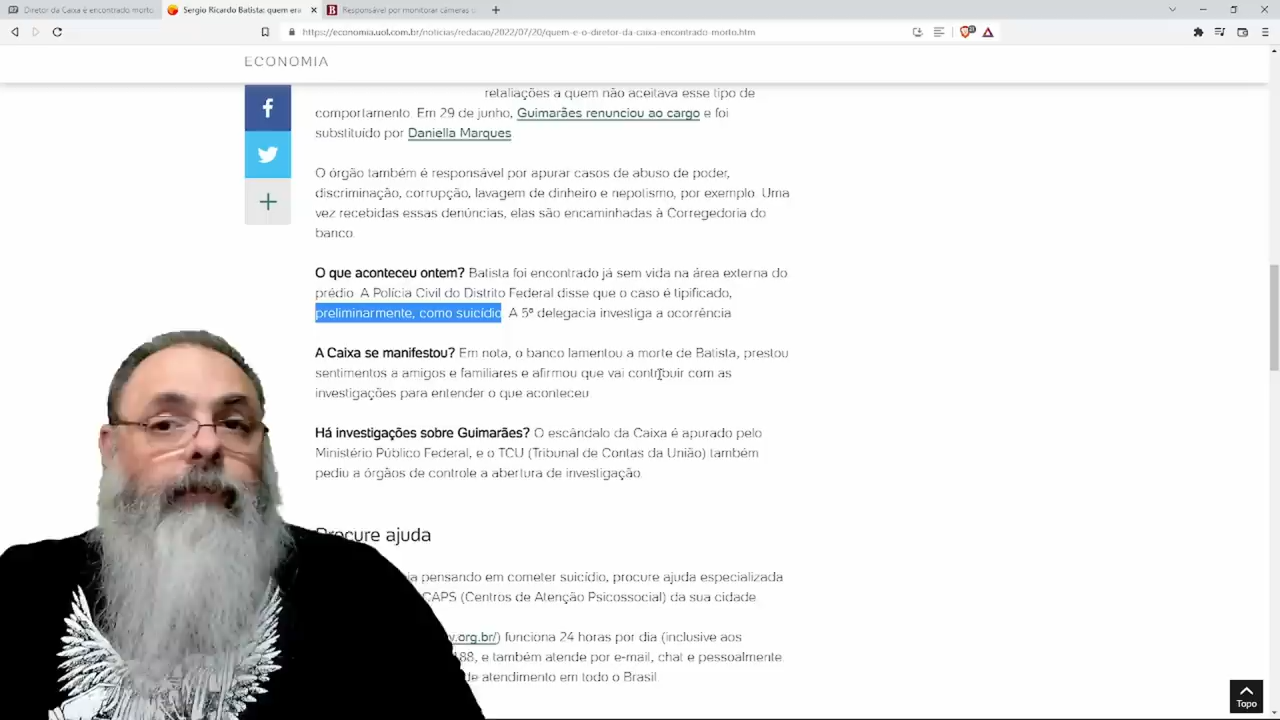 Diretor da Caixa é encontrado morto
Sergio Ricardo Batista: quem era
Responsável por monitorar câmeras
https://economia.uol.com.br/noticias/redacao/2022/07/20/quem-e-o-diretor-da-caixa-encontrado-morto.htm
ECONOMIA
retaliações a quem não aceitava esse tipo de
comportamento. Em 29 de junho, Guimarães renunciou ao cargo e foi
substituído por Daniella Marques
O órgão também é responsável por apurar casos de abuso de poder,
discriminação, corrupção, lavagem de dinheiro e nepotismo, por exemplo. Uma
vez recebidas essas denúncias, elas são encaminhadas à Corregedoria do
banco.
O que aconteceu ontem? Batista foi encontrado já sem vida na área externa do
prédio. A Polícia Civil do Distrito Federal disse que o caso é tipificado,
preliminarmente, como suicídio. A 5ª delegacia investiga a ocorrência
A Caixa se manifestou? Em nota, o banco lamentou a morte de Batista, prestou
sentimentos a amigos e familiares e afirmou que vai contribuir com as
investigações para entender o que aconteceu
Há investigações sobre Guimarães? O escândalo da Caixa é apurado pelo
Ministério Público Federal, e o TCU (Tribunal de Contas da União) também
pediu a órgãos de controle a abertura de investigação.
Procure ajuda
pensando em cometer suicídio, procure ajuda especializada
CAPS (Centros de Atenção Psicossocial) da sua cidade
.org.br/) funciona 24 horas por dia (inclusive aos
188, e também atende por e-mail, chat e pessoalmente.
de atendimento em todo o Brasil.
Topo